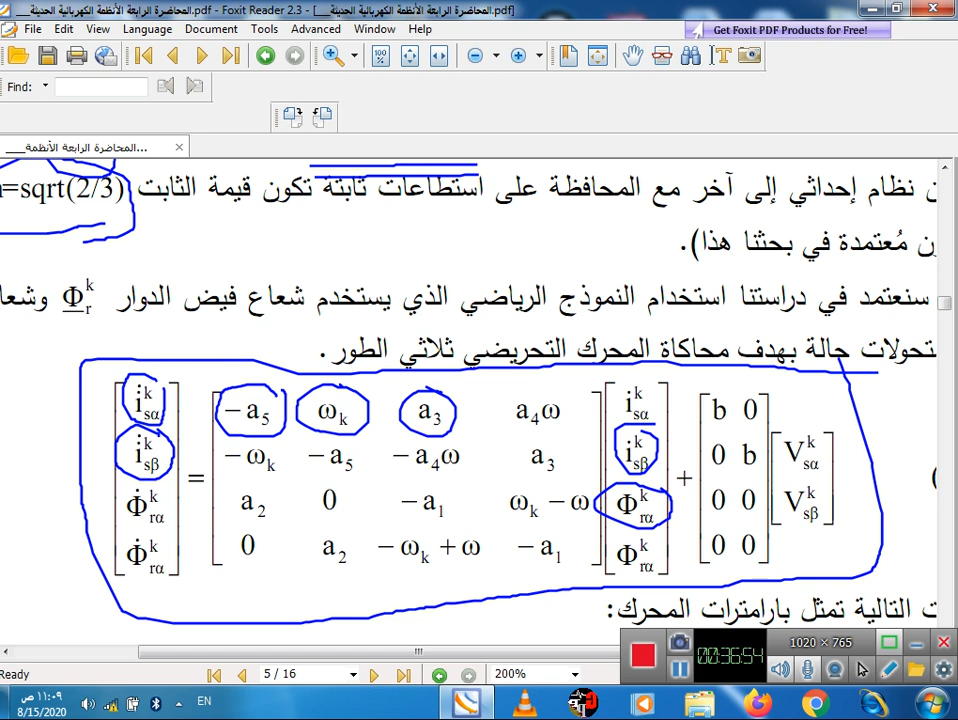 المحاضرة الرابعة الأنظمة الكهربائية الحديثة.pdf - Foxit Reader 2.3 - [__المحاضرة الرابعة الأنظمة الكهربائية الحديثة.pdf]
File Edit View Language Document Tools Advanced Window Help
Get Foxit PDF Products for Free!
Find:
المحاضرة الرابعة الأنظمة...
ن نظام إحداثي إلى آخر مع المحافظة على استطاعات ثابتة تكون قيمة الثابت =sqrt(2/3)
ن مُعتمدة في بحثنا هذا).
سنعتمد في دراستنا استخدام النموذج الرياضي الذي يستخدم شعاع فيض الدوار Φ_r^k وشعا
تحولات حالة بهدف محاكاة المحرك التحريضي ثلاثي الطور.
i̇_sα^k − a₅ ω_k a₃ a₄ω i_sα^k b 0
i̇_sβ^k − ω_k − a₅ − a₄ω a₃ i_sβ^k 0 b V_sα^k
= +
Φ̇_rα^k a₂ 0 − a₁ ω_k − ω Φ_rα^k 0 0 V_sβ^k
Φ̇_rα^k 0 a₂ − ω_k + ω − a₁ Φ_rα^k 0 0
ت التالية تمثل بارامترات المحرك:
1020 × 765
00:36:54
Ready 5 / 16 200%
EN
١١:٠٩ ص
8/15/2020